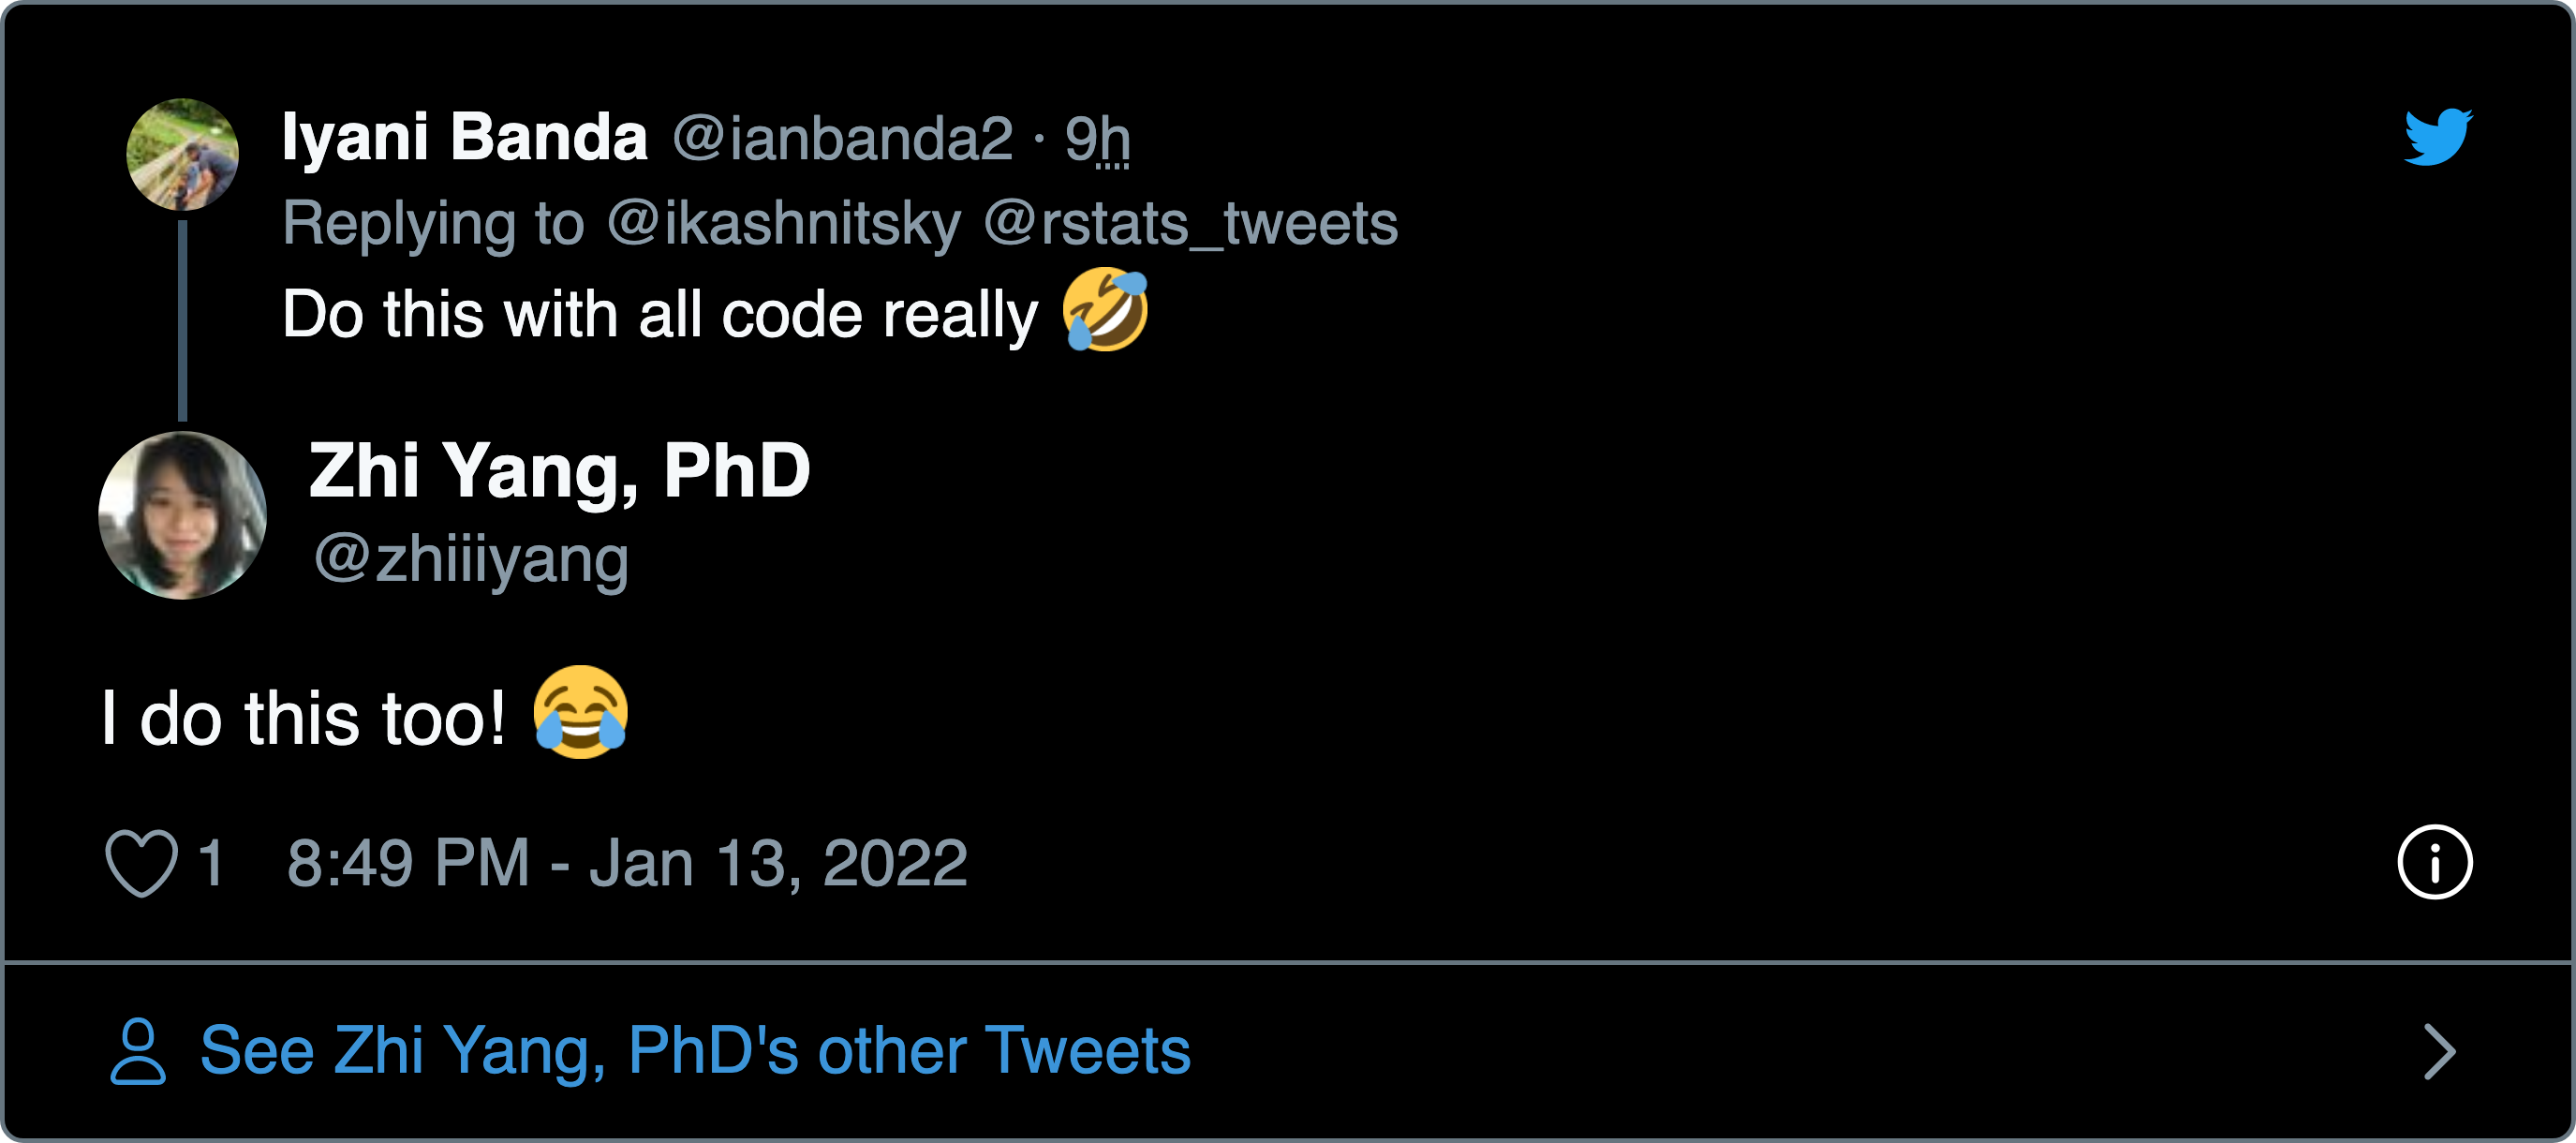 Iyani Banda @ianbanda2 · 9h
Replying to @ikashnitsky @rstats_tweets
Do this with all code really 🤣
Zhi Yang, PhD
@zhiiiyang
I do this too! 😂
1 8:49 PM - Jan 13, 2022
See Zhi Yang, PhD's other Tweets